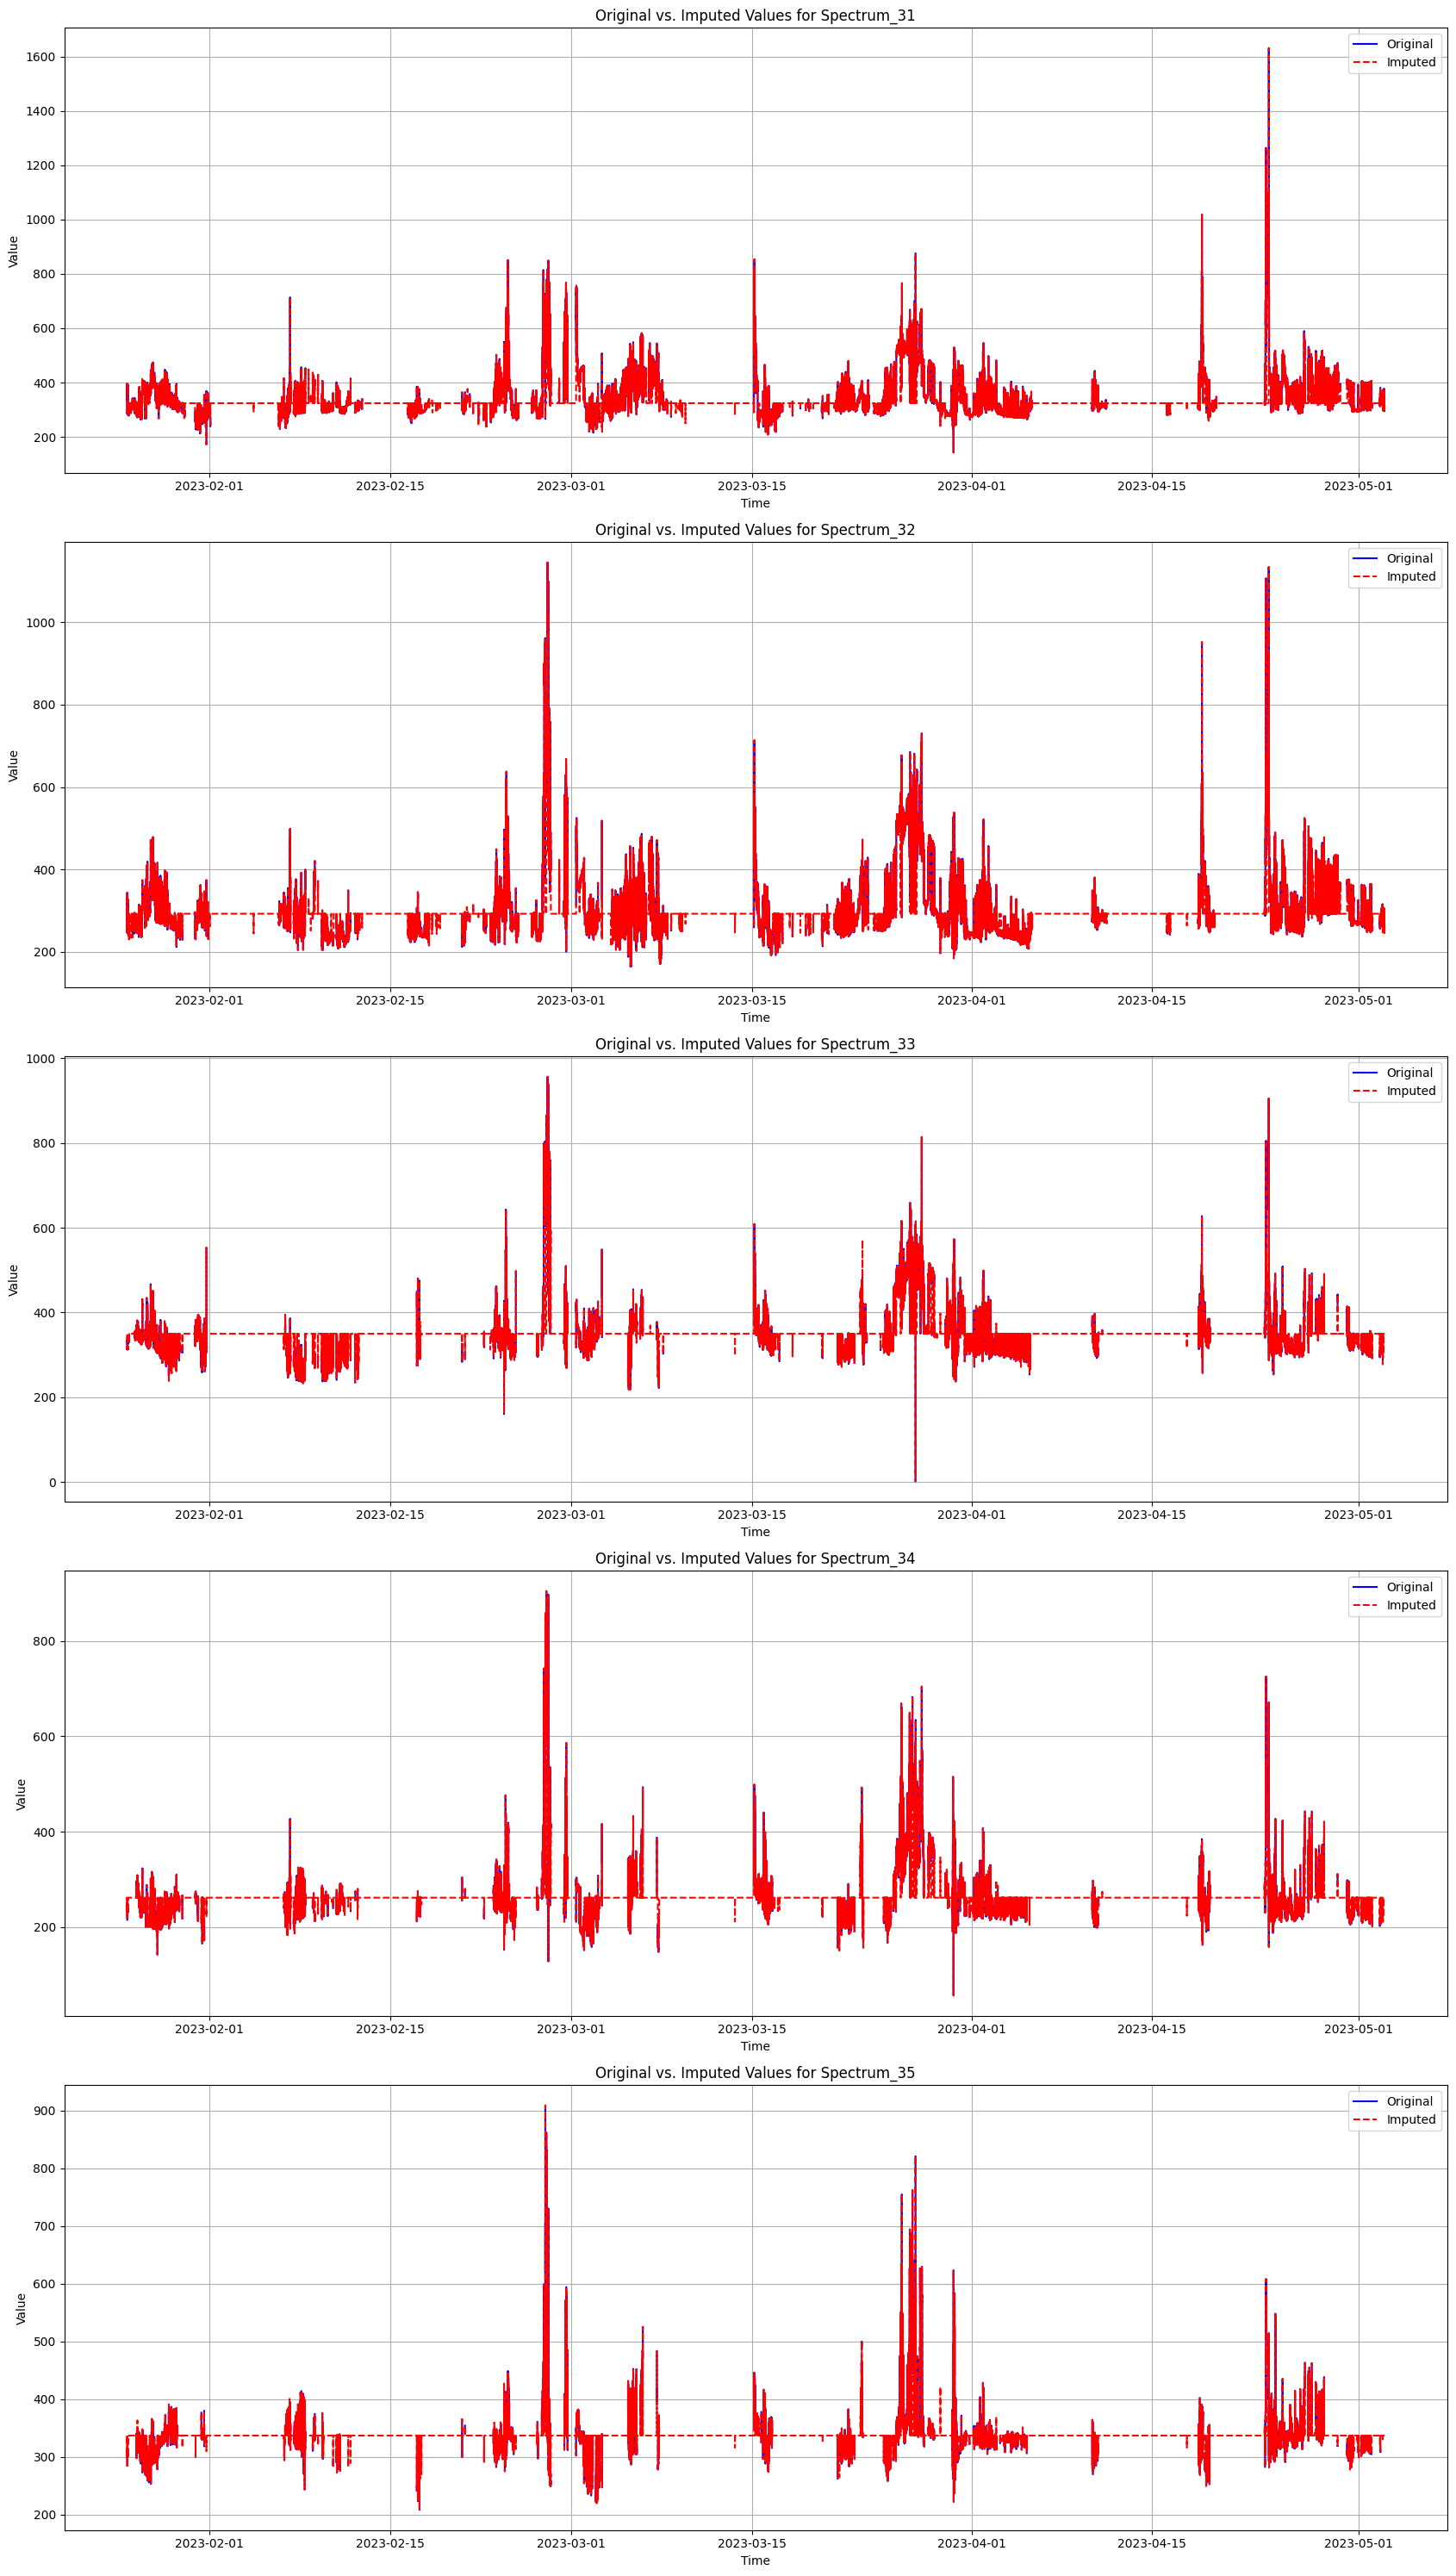 Original vs. Imputed Values for Spectrum_31
Original
Imputed
1600
1400
1200
1000
800
600
400
200
Value
2023-02-01 2023-02-15 2023-03-01 2023-03-15 2023-04-01 2023-04-15 2023-05-01
Time
Original vs. Imputed Values for Spectrum_32
Original
Imputed
1000
800
600
400
200
Value
2023-02-01 2023-02-15 2023-03-01 2023-03-15 2023-04-01 2023-04-15 2023-05-01
Time
Original vs. Imputed Values for Spectrum_33
Original
Imputed
1000
800
600
400
200
0
Value
2023-02-01 2023-02-15 2023-03-01 2023-03-15 2023-04-01 2023-04-15 2023-05-01
Time
Original vs. Imputed Values for Spectrum_34
Original
Imputed
800
600
400
200
Value
2023-02-01 2023-02-15 2023-03-01 2023-03-15 2023-04-01 2023-04-15 2023-05-01
Time
Original vs. Imputed Values for Spectrum_35
Original
Imputed
900
800
700
600
500
400
300
200
Value
2023-02-01 2023-02-15 2023-03-01 2023-03-15 2023-04-01 2023-04-15 2023-05-01
Time